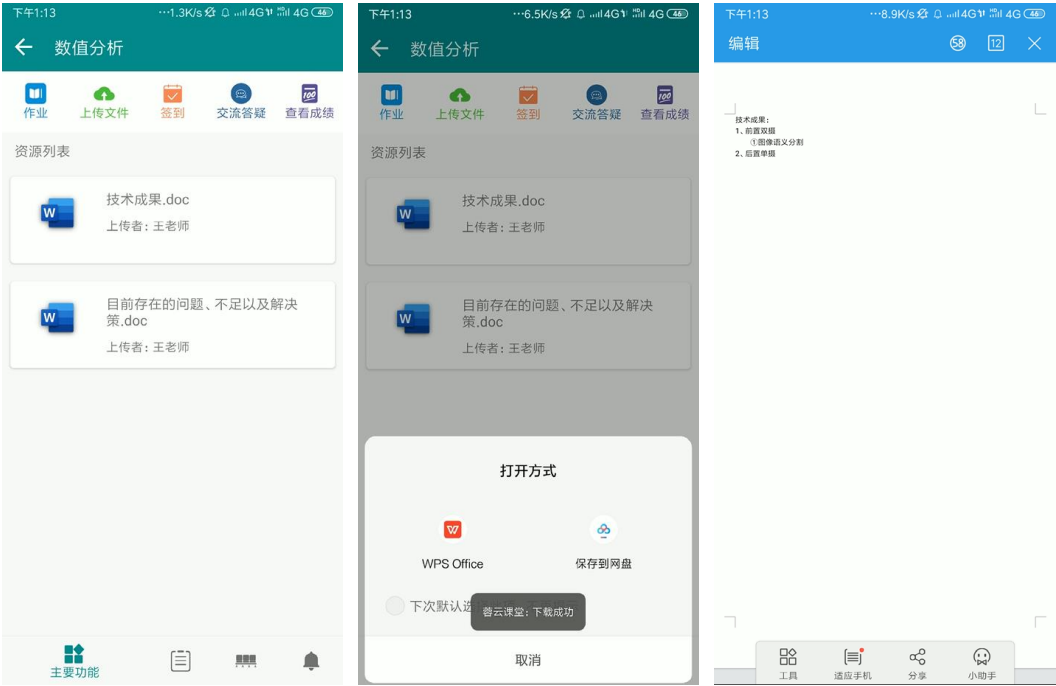 下午1:13
···1.3K/s
4G
4G
46
数值分析
作业
上传文件
签到
交流答疑
100
查看成绩
资源列表
W
技术成果.doc
上传者：王老师
W
目前存在的问题、不足以及解决
策.doc
上传者：王老师
主要功能
下午1:13
···6.5K/s
4G
4G
46
数值分析
作业
上传文件
签到
交流答疑
100
查看成绩
资源列表
W
技术成果.doc
上传者：王老师
W
目前存在的问题、不足以及解决
策.doc
上传者：王老师
打开方式
WPS Office
保存到网盘
下次默认选
蓉云课堂：下载成功
取消
下午1:13
···8.9K/s
4G
4G
46
编辑
58
12
技术成果：
1、前置双摄
①图像语义分割
2、后置单摄
工具
适应手机
分享
小助手